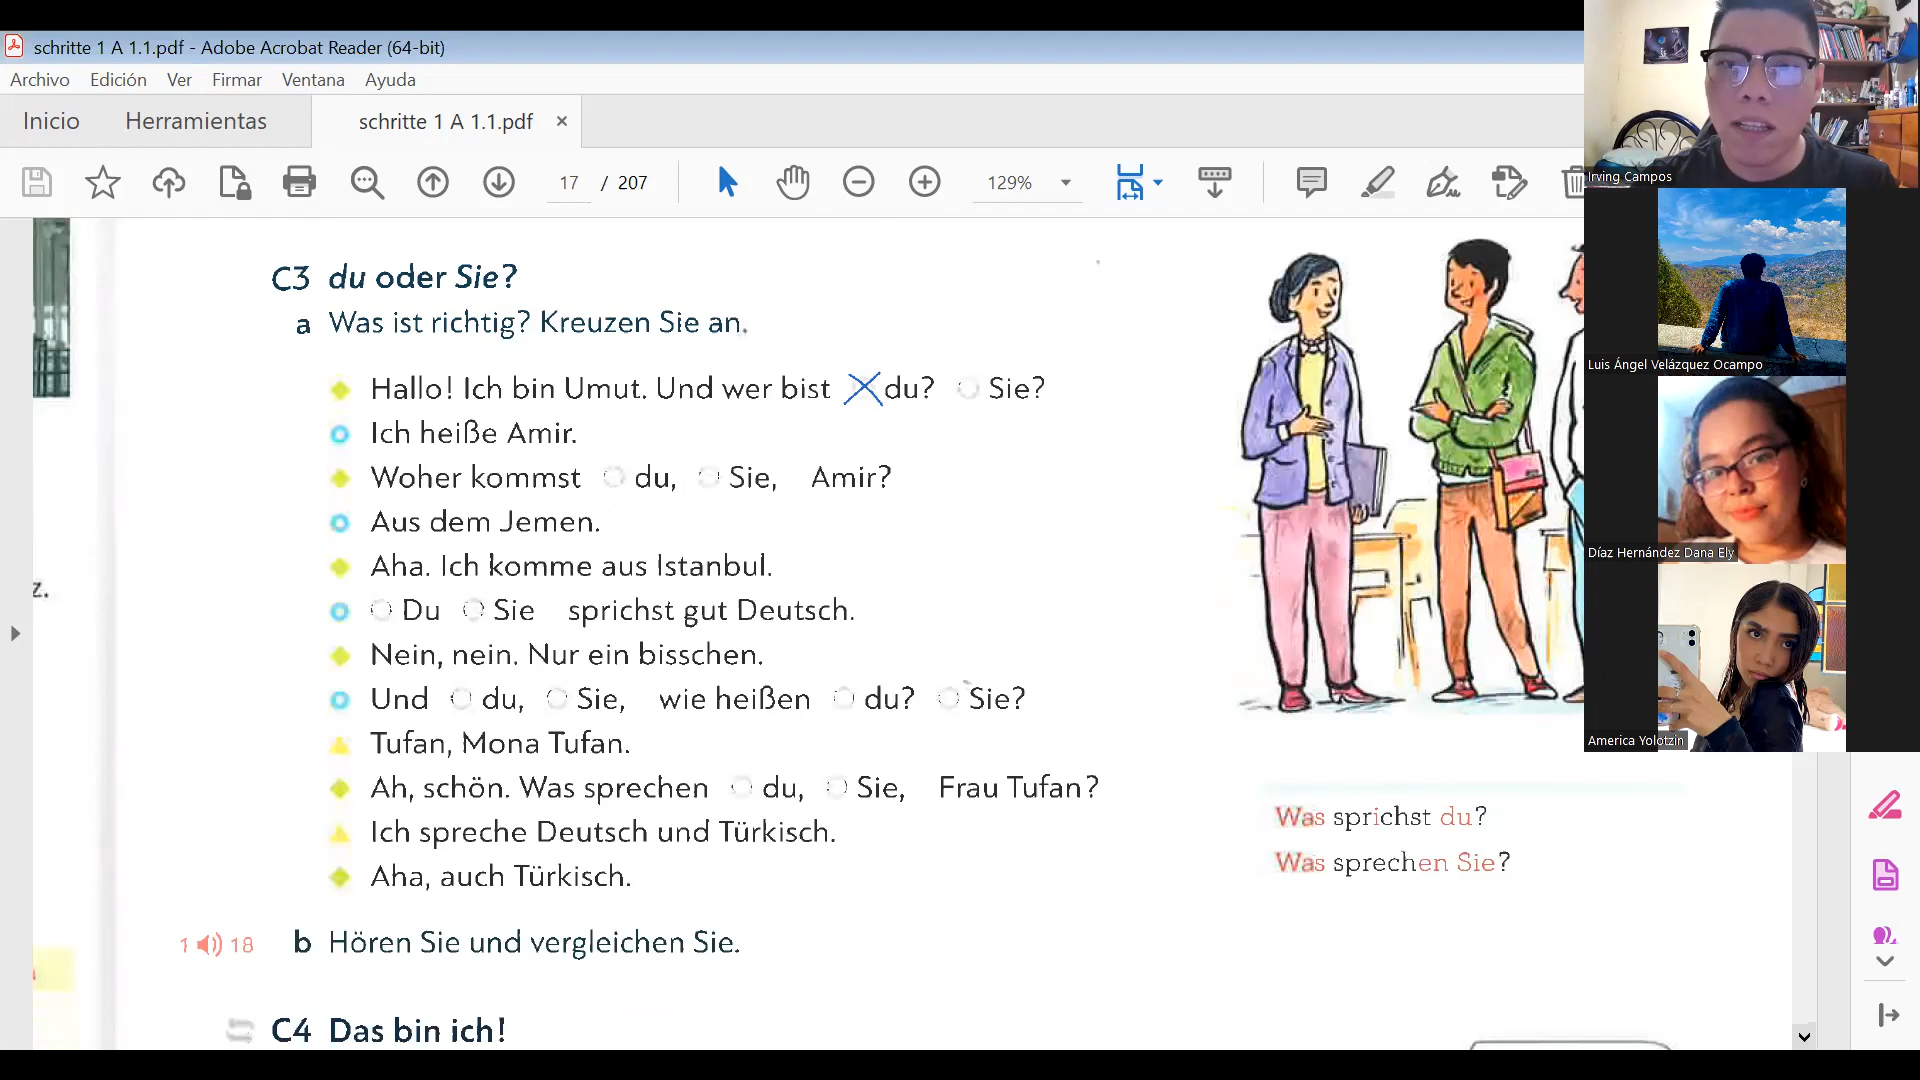 schritte 1 A 1.1.pdf - Adobe Acrobat Reader (64-bit)
Archivo Edición Ver Firmar Ventana Ayuda
Inicio Herramientas schritte 1 A 1.1.pdf ×
17 / 207 129%
C3 du oder Sie?
a Was ist richtig? Kreuzen Sie an.
Hallo! Ich bin Umut. Und wer bist du? Sie?
Ich heiße Amir.
Woher kommst du, Sie, Amir?
Aus dem Jemen.
Aha. Ich komme aus Istanbul.
Du Sie sprichst gut Deutsch.
Nein, nein. Nur ein bisschen.
Und du, Sie, wie heißen du? Sie?
Tufan, Mona Tufan.
Ah, schön. Was sprechen du, Sie, Frau Tufan?
Ich spreche Deutsch und Türkisch.
Aha, auch Türkisch.
z.
Was sprichst du?
Was sprechen Sie?
1 18 b Hören Sie und vergleichen Sie.
C4 Das bin ich!
Irving Campos
Luis Ángel Velázquez Ocampo
Díaz Hernández Dana Ely
America Yolotzin